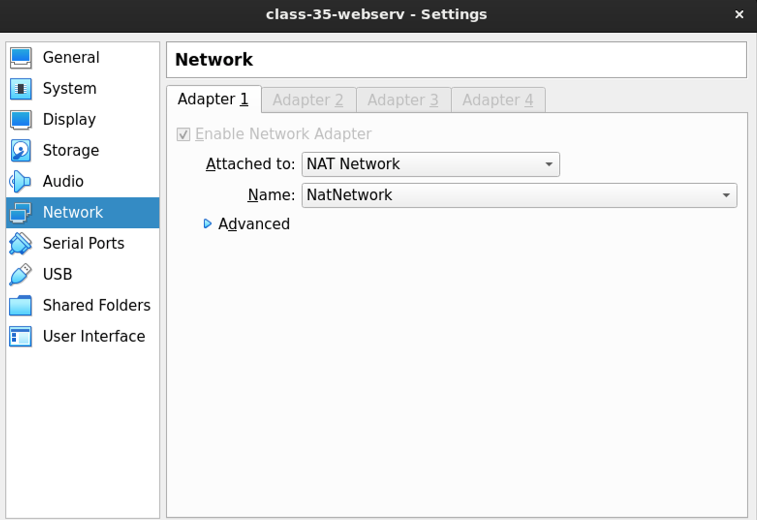 class-35-webserv - Settings
×
General
System
Display
Storage
Audio
Network
Serial Ports
USB
Shared Folders
User Interface
Network
Adapter 1 Adapter 2 Adapter 3 Adapter 4
Enable Network Adapter
Attached to: NAT Network
Name: NatNetwork
Advanced